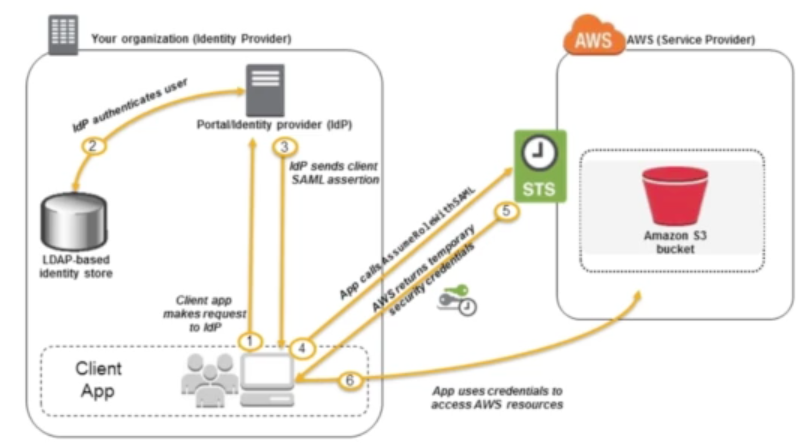 Your organization (Identity Provider)
AWS
AWS (Service Provider)
IdP authenticates user
2
Portal/Identity provider (IdP)
3
IdP sends client
SAML assertion
LDAP-based
identity store
STS
App calls AssumeRoleWithSAML
5
AWS returns temporary
security credentials
Amazon S3
bucket
Client app
makes request
to IdP
1
4
Client
App
6
App uses credentials to
access AWS resources